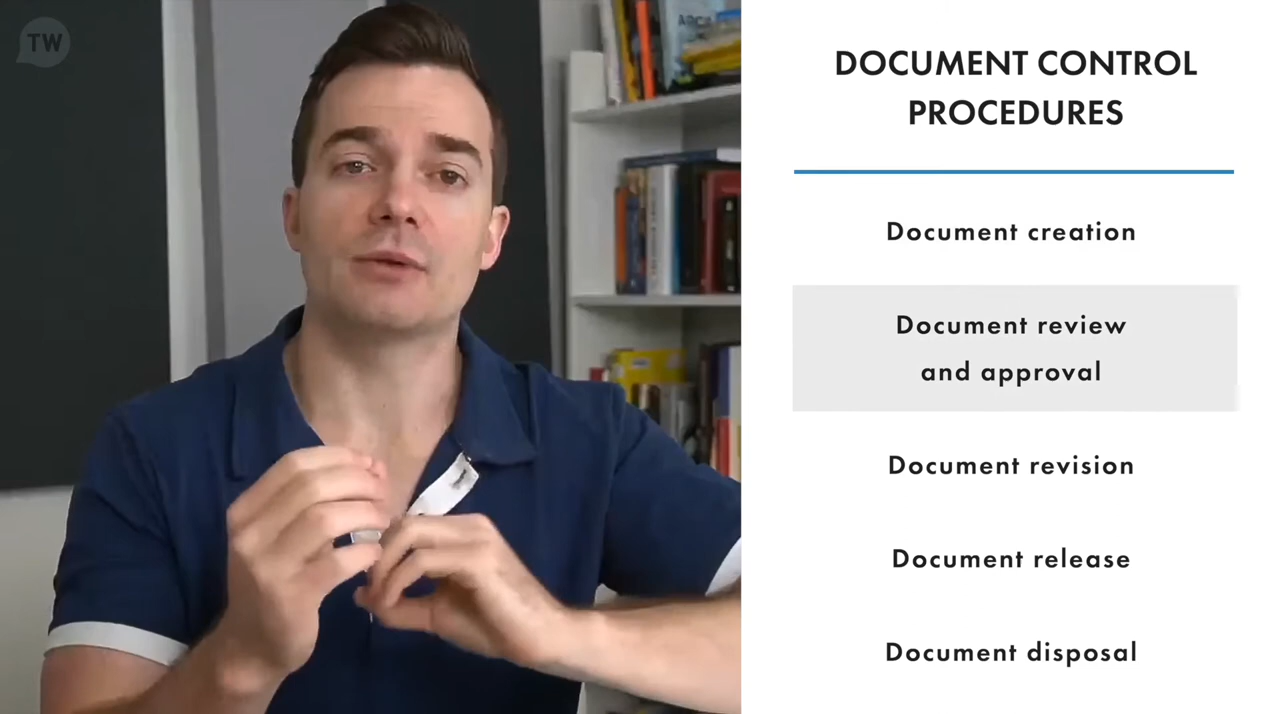 TW
DOCUMENT CONTROL
PROCEDURES
Document creation
Document review
and approval
Document revision
Document release
Document disposal